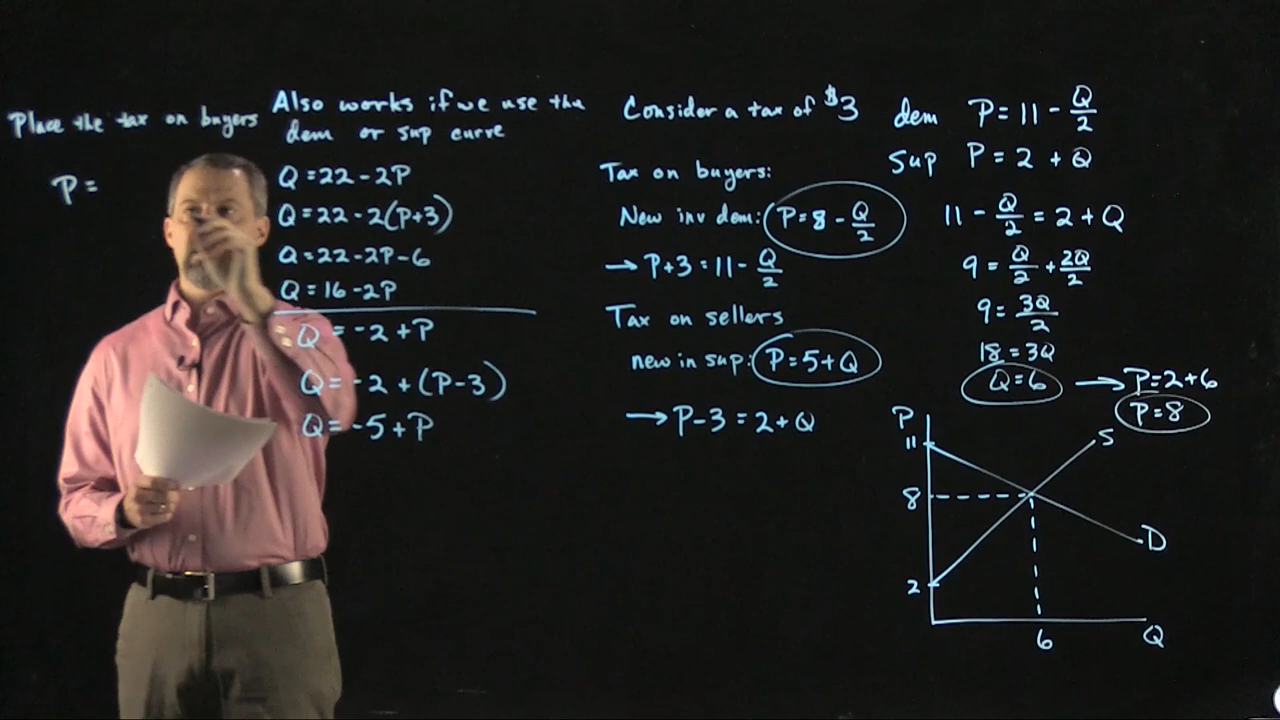 Place the tax on buyers
P =
Also works if we use the
dem or sup curve
Q = 22 - 2P
Q = 22 - 2(P+3)
Q = 22 - 2P - 6
Q = 16 - 2P
Q = -2 + P
Q = -2 + (P-3)
Q = -5 + P
Consider a tax of $3
Tax on buyers:
New inv dem: P = 8 - Q/2
→ P+3 = 11 - Q/2
Tax on sellers
new in sup: P = 5 + Q
→ P-3 = 2 + Q
dem P = 11 - Q/2
Sup P = 2 + Q
11 - Q/2 = 2 + Q
9 = Q/2 + 2Q/2
9 = 3Q/2
18 = 3Q
Q = 6 → P = 2+6
P = 8
P
11
S
8
D
2
6
Q